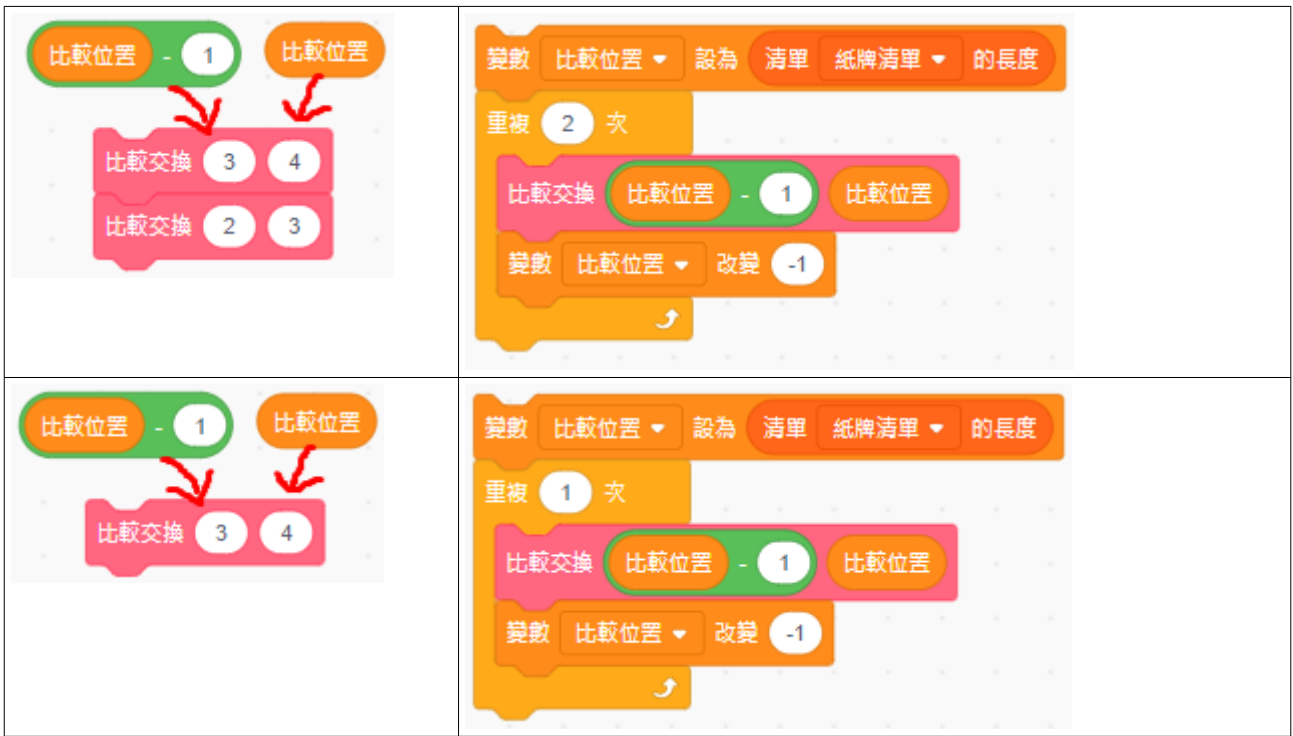 比較位置 - 1 比較位置
比較交換 3 4
比較交換 2 3
變數 比較位置 設為 清單 紙牌清單 的長度
重複 2 次
比較交換 比較位置 - 1 比較位置
變數 比較位置 改變 -1
比較位置 - 1 比較位置
比較交換 3 4
變數 比較位置 設為 清單 紙牌清單 的長度
重複 1 次
比較交換 比較位置 - 1 比較位置
變數 比較位置 改變 -1